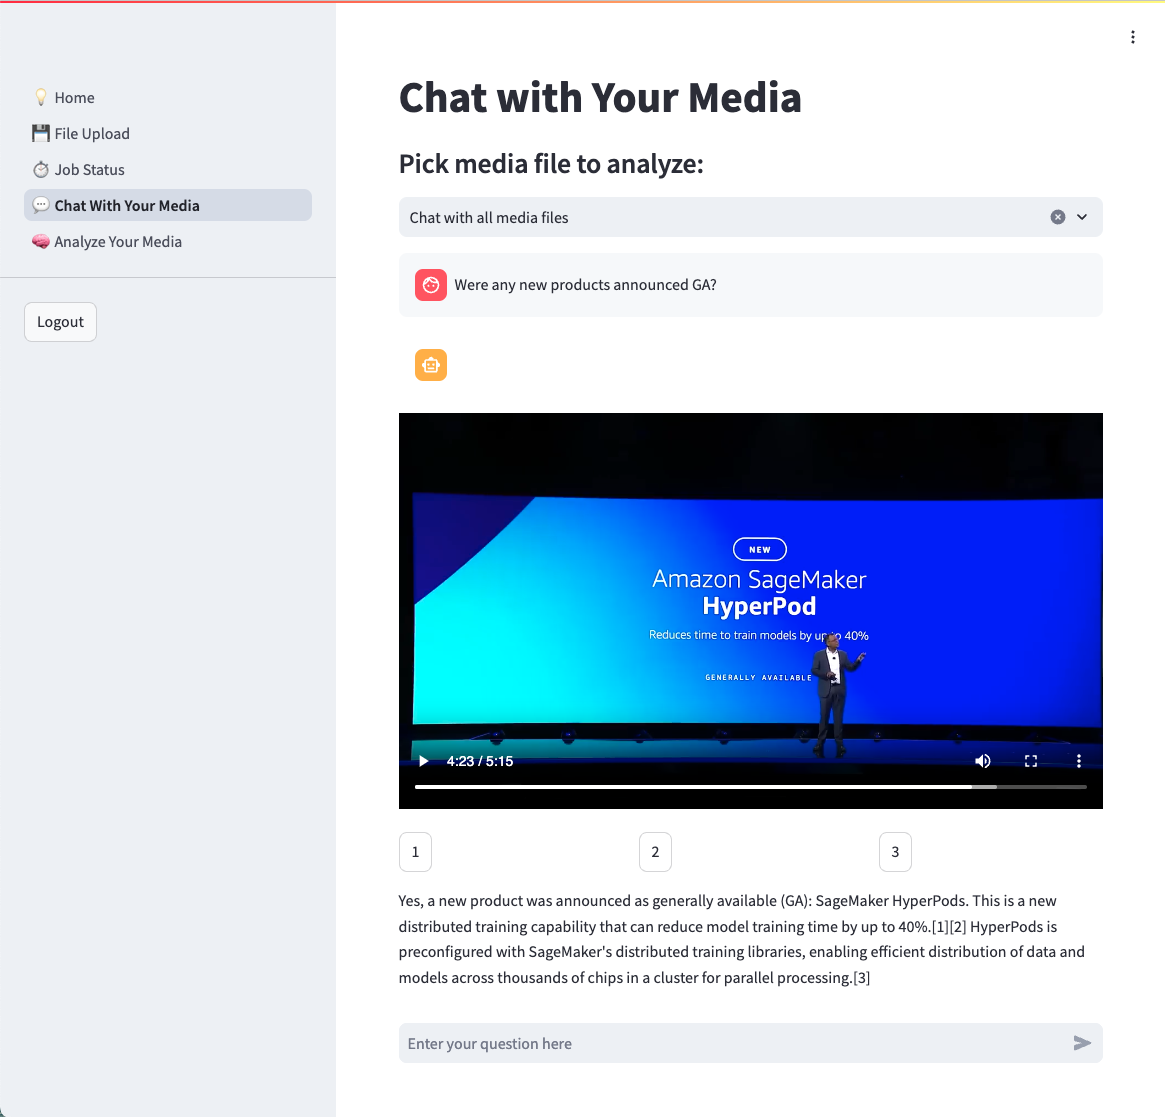 Home
File Upload
Job Status
Chat With Your Media
Analyze Your Media
Logout
Chat with Your Media
Pick media file to analyze:
Chat with all media files
Were any new products announced GA?
NEW
Amazon SageMaker
HyperPod
Reduces time to train models by up to 40%
GENERALLY AVAILABLE
4:23 / 5:15
1
2
3
Yes, a new product was announced as generally available (GA): SageMaker HyperPods. This is a new
distributed training capability that can reduce model training time by up to 40%.[1][2] HyperPods is
preconfigured with SageMaker's distributed training libraries, enabling efficient distribution of data and
models across thousands of chips in a cluster for parallel processing.[3]
Enter your question here